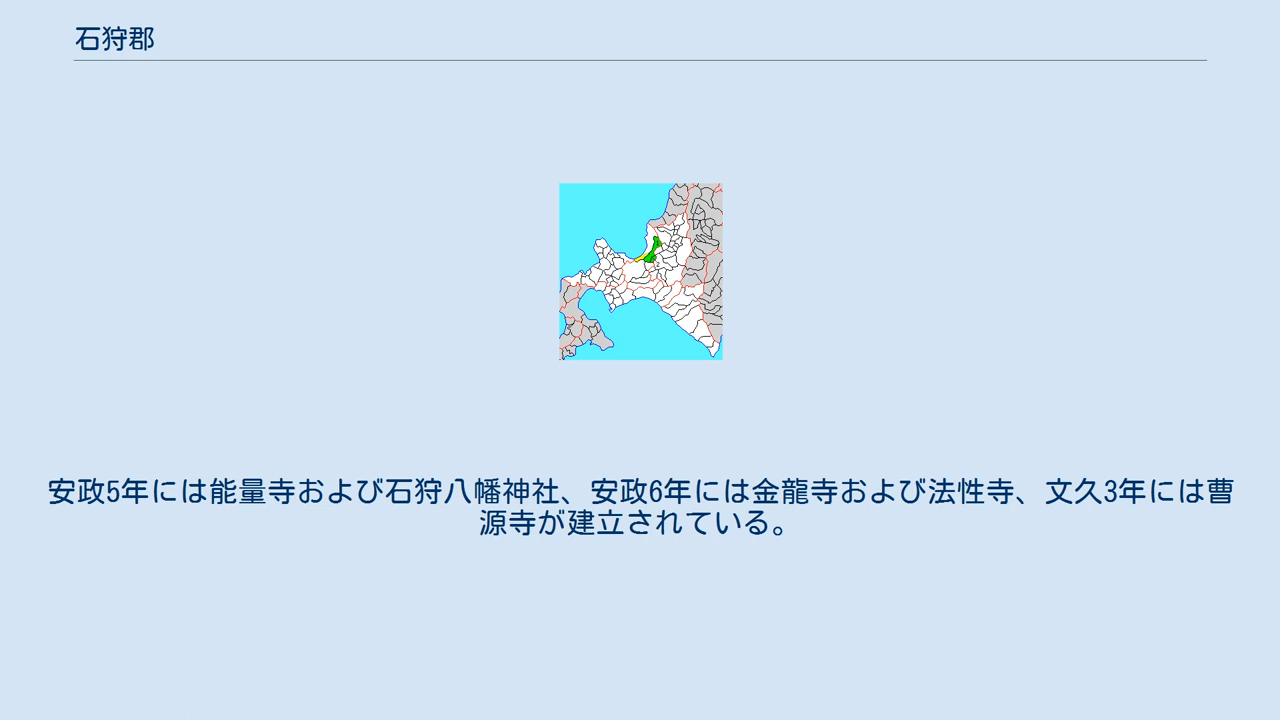 石狩郡
安政5年には能量寺および石狩八幡神社、安政6年には金龍寺および法性寺、文久3年には曹
源寺が建立されている。